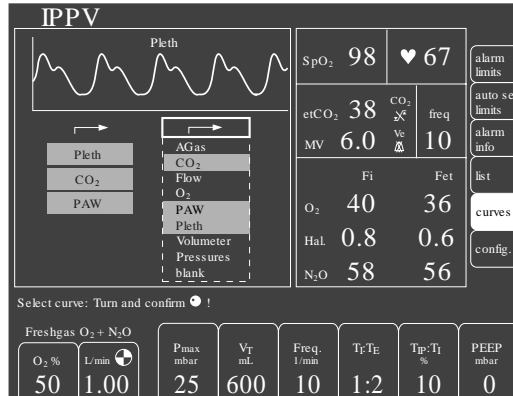 IPPV
Pleth
Pleth
CO₂
PAW
AGas
CO₂
Flow
O₂
PAW
Pleth
Volumeter
Pressures
blank
SpO₂ 98 ♥ 67
etCO₂ 38 CO₂ freq
MV 6.0 Ve 10
Fi Fet
O₂ 40 36
Hal. 0.8 0.6
N₂O 58 56
alarm
limits
auto se
limits
alarm
info
list
curves
config.
Select curve: Turn and confirm !
Freshgas O₂ + N₂O
O₂ % L/min
50 1.00
Pmax
mbar
25
VT
mL
600
Freq.
1/min
10
TI:TE
1:2
TIP:TI
%
10
PEEP
mbar
0